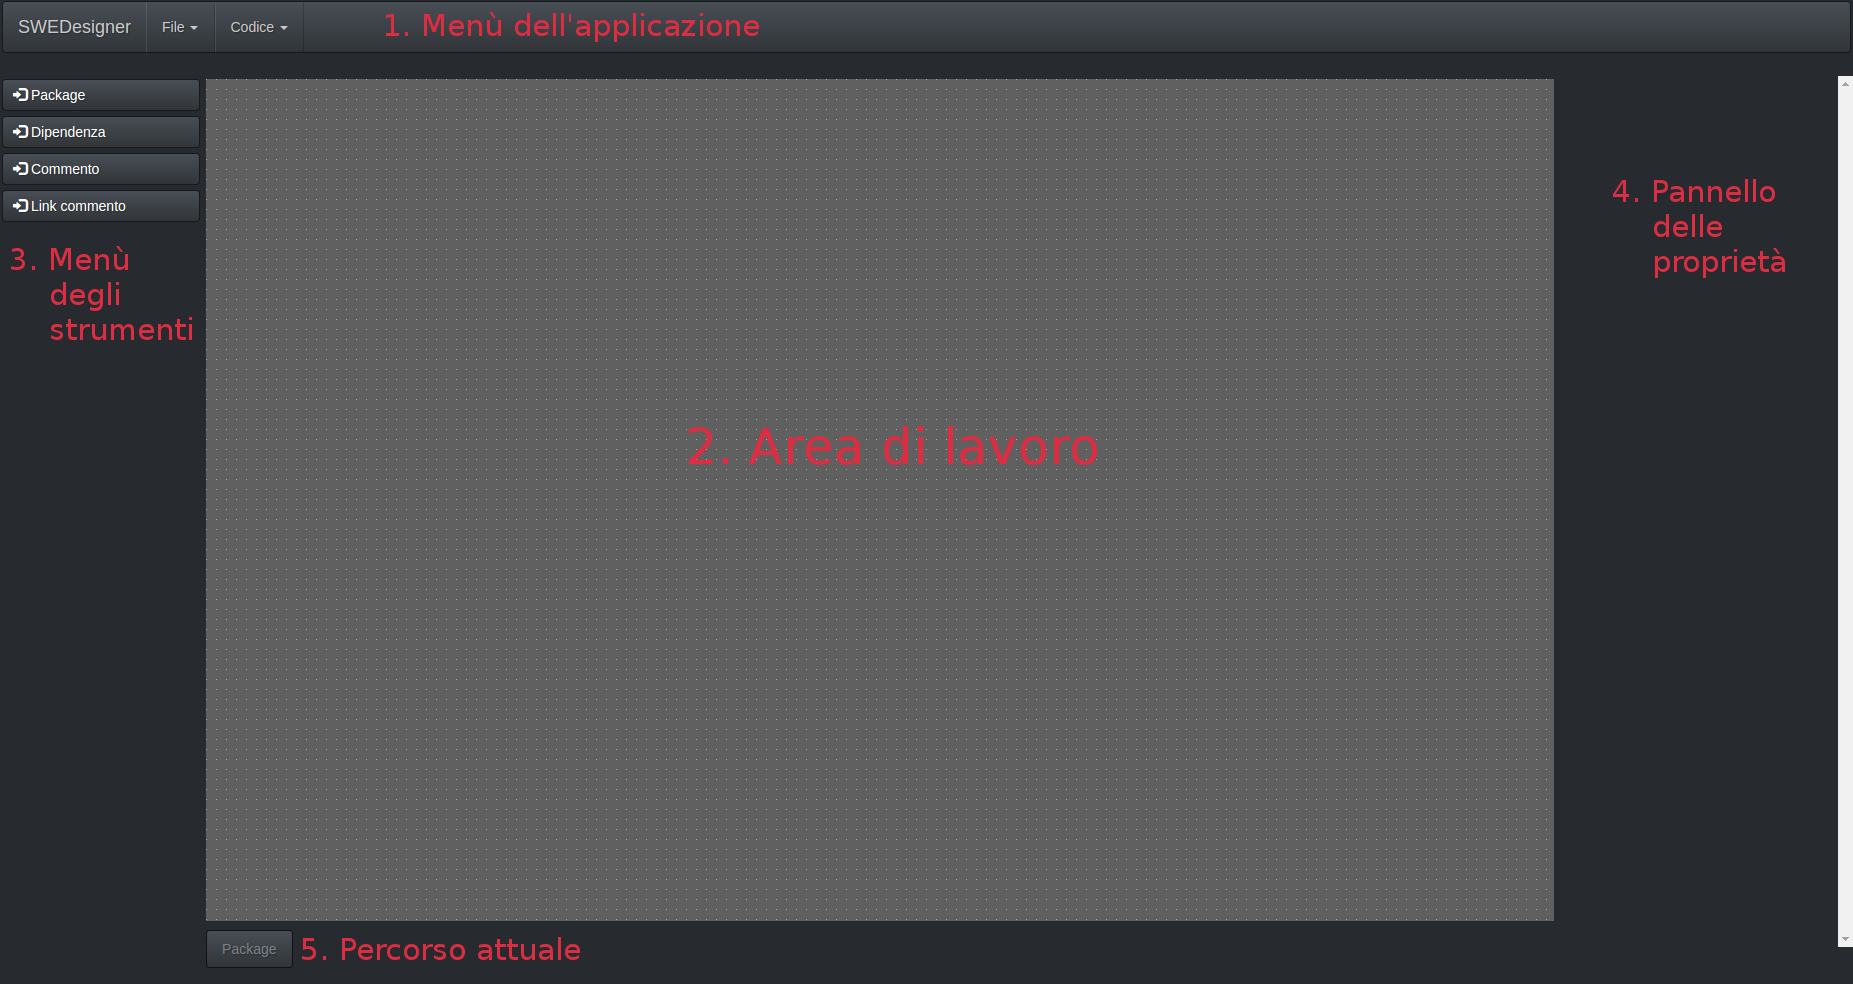 SWEDesigner File Codice 1. Menù dell'applicazione
Package
Dipendenza
Commento
Link commento
3. Menù
degli
strumenti
2. Area di lavoro
4. Pannello
delle
proprietà
Package 5. Percorso attuale